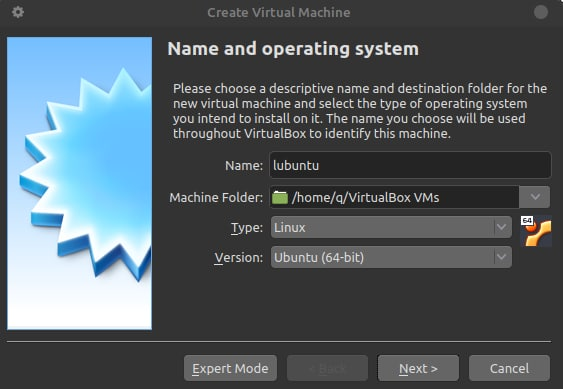 Create Virtual Machine
Name and operating system
Please choose a descriptive name and destination folder for the
new virtual machine and select the type of operating system
you intend to install on it. The name you choose will be used
throughout VirtualBox to identify this machine.
Name: lubuntu
Machine Folder: /home/q/VirtualBox VMs
Type: Linux
64
Version: Ubuntu (64-bit)
Expert Mode < Back Next > Cancel